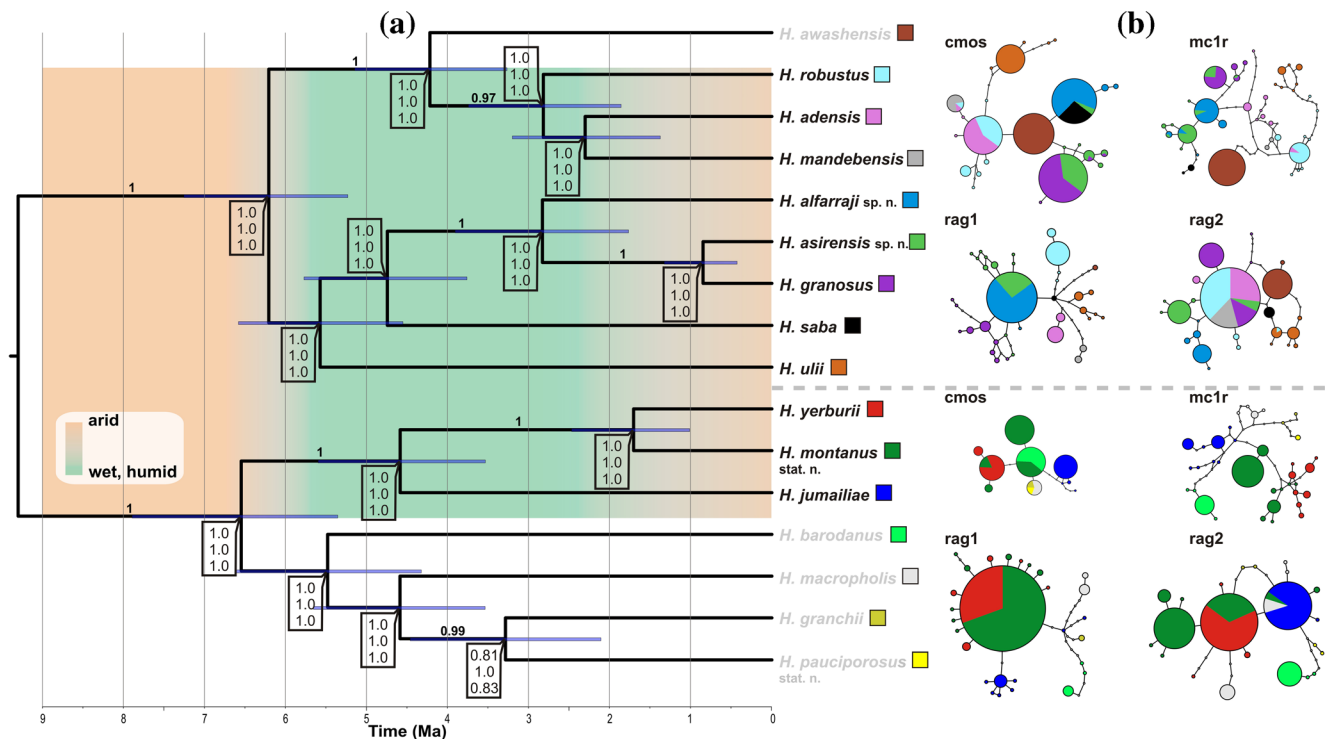 (a)
(b)
H. awashensis
H. robustus
H. adensis
H. mandebensis
H. alfarraji sp. n.
H. asirensis sp. n.
H. granosus
H. saba
H. ulii
H. yerburii
H. montanus
stat. n.
H. jumailiae
H. barodanus
H. macropholis
H. granchii
H. pauciporosus
stat. n.
1
1.0
1.0
1.0
1.0
1.0
1.0
0.97
1.0
1.0
1.0
1
1.0
1.0
1.0
1.0
1.0
1.0
1
1.0
1.0
1.0
1
1.0
1.0
1.0
1.0
1.0
1.0
arid
wet, humid
1
1.0
1.0
1.0
1
1.0
1.0
1.0
1
1.0
1.0
1.0
1.0
1.0
1.0
1.0
1.0
1.0
0.99
0.81
1.0
0.83
9 8 7 6 5 4 3 2 1 0
Time (Ma)
cmos
mc1r
rag1
rag2
cmos
mc1r
rag1
rag2